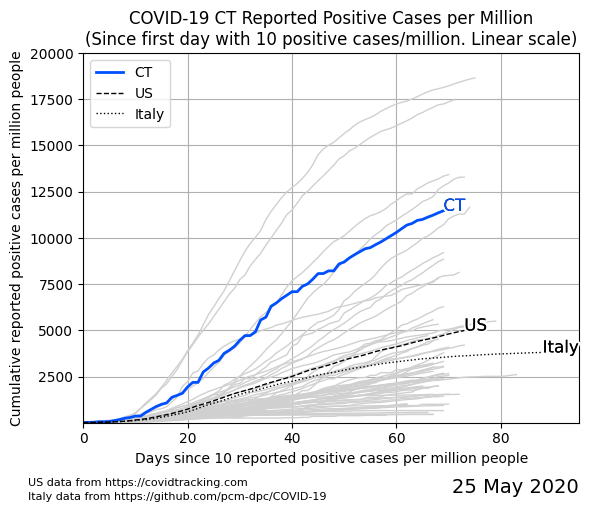 COVID-19 CT Reported Positive Cases per Million
(Since first day with 10 positive cases/million. Linear scale)
Cumulative reported positive cases per million people
20000
17500
15000
12500
10000
7500
5000
2500
CT
US
Italy
CT
US
Italy
0
20
40
60
80
Days since 10 reported positive cases per million people
US data from https://covidtracking.com
Italy data from https://github.com/pcm-dpc/COVID-19
25 May 2020